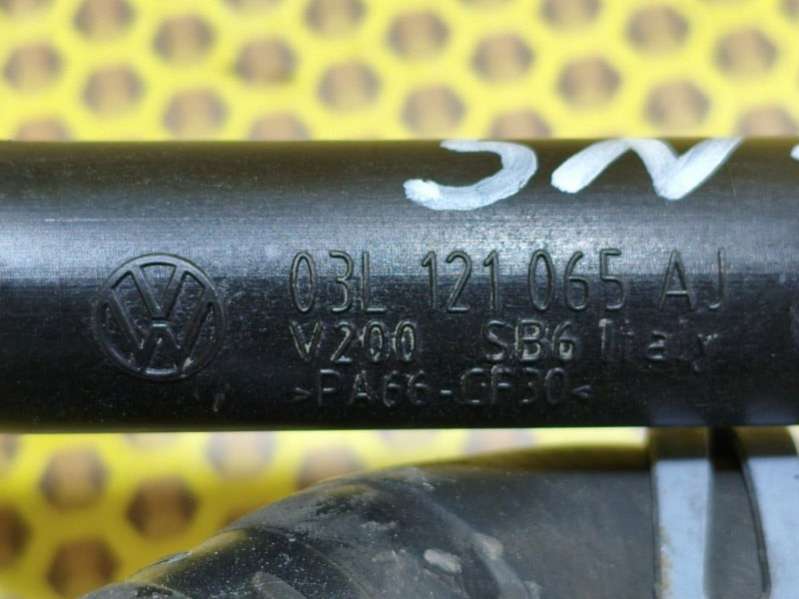 03L 121 065 AJ
V200 SB6 Italy
>PA66-GF30<